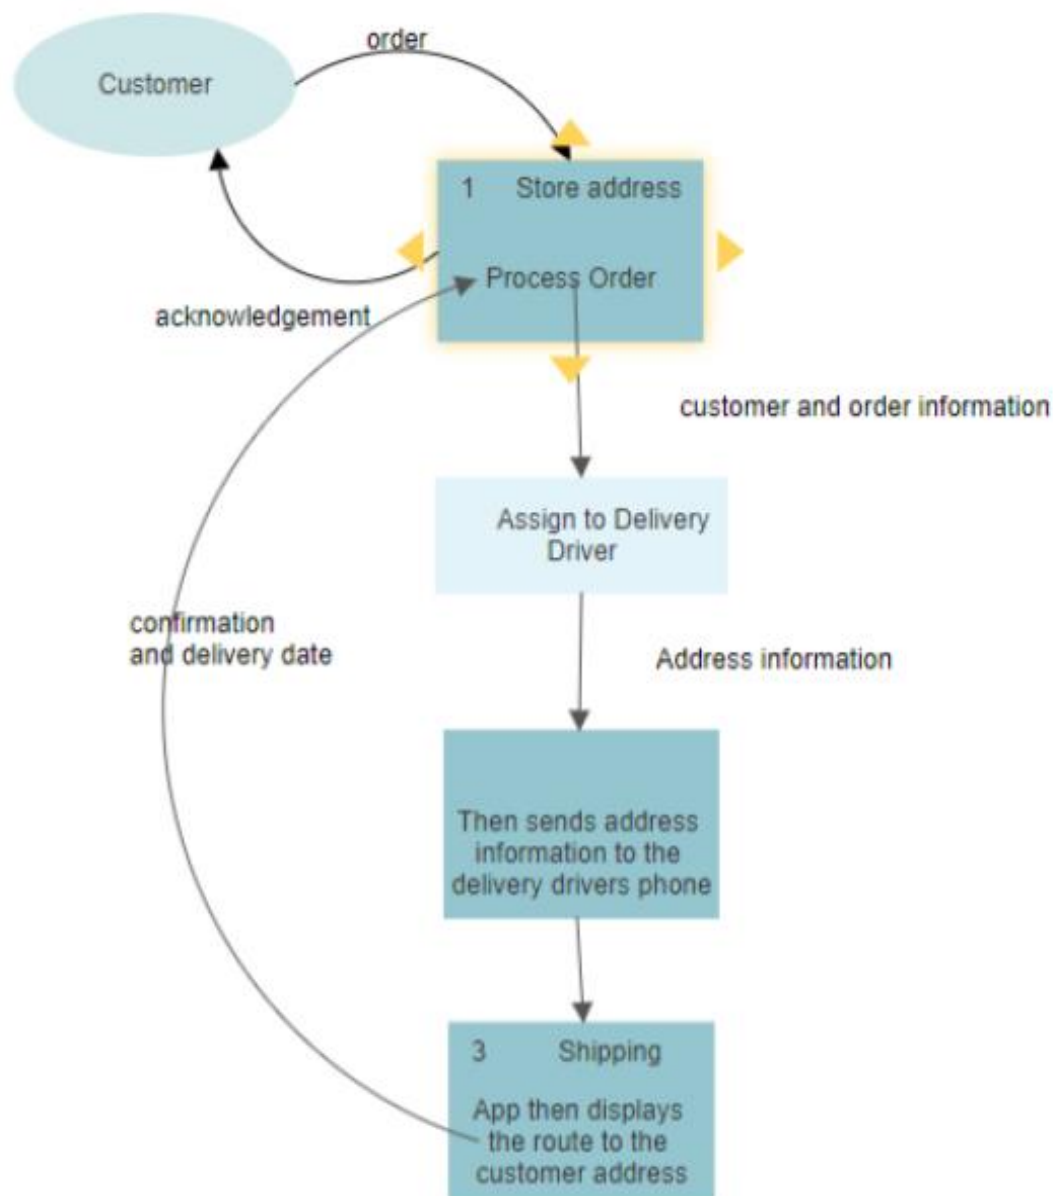 order
Customer
1 Store address
Process Order
acknowledgement
customer and order information
Assign to Delivery
Driver
confirmation
and delivery date
Address information
Then sends address
information to the
delivery drivers phone
3 Shipping
App then displays
the route to the
customer address